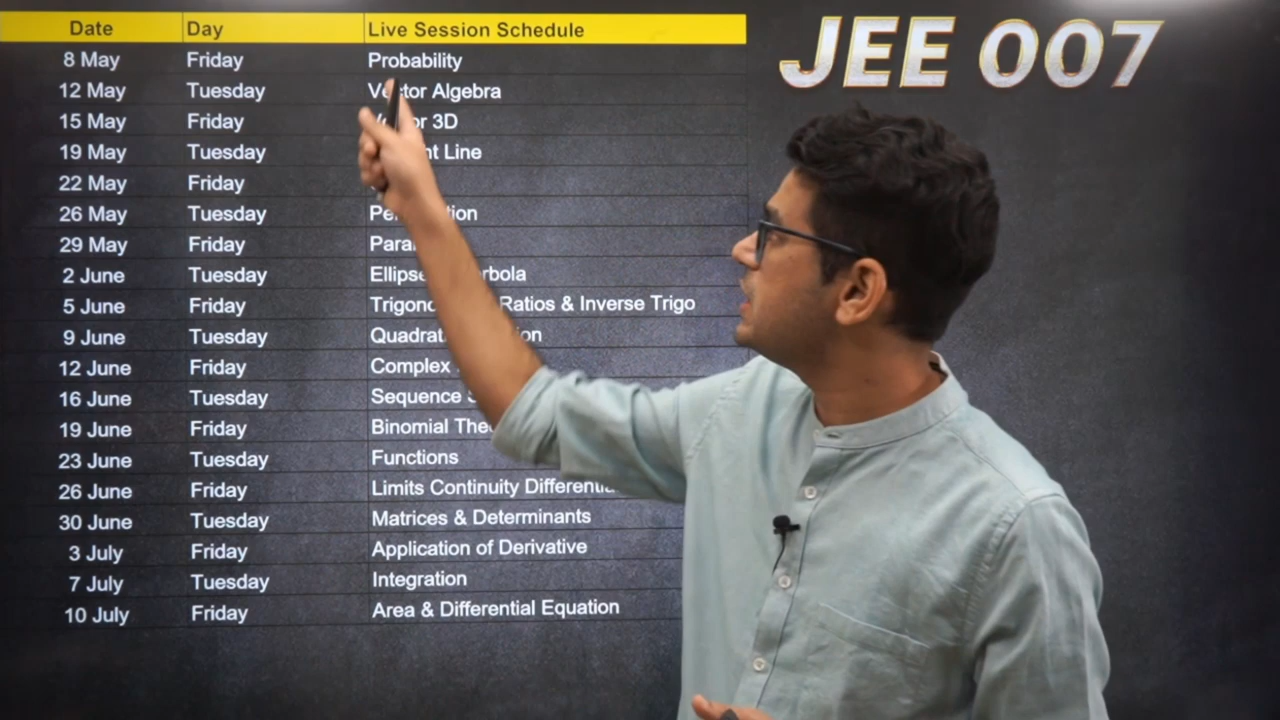 Date Day Live Session Schedule
JEE 007
8 May Friday Probability
12 May Tuesday Vector Algebra
15 May Friday 3D
19 May Tuesday Line
22 May Friday
26 May Tuesday
29 May Friday
2 June Tuesday Ellipse
5 June Friday Ratios & Inverse Trigo
9 June Tuesday
12 June Friday Complex
16 June Tuesday Sequence
19 June Friday Binomial
23 June Tuesday Functions
26 June Friday Limits Continuity
30 June Tuesday Matrices & Determinants
3 July Friday Application of Derivative
7 July Tuesday Integration
10 July Friday Area & Differential Equation